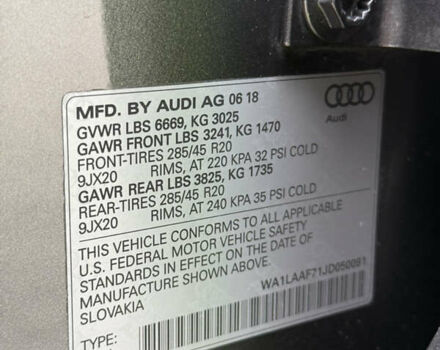 MFD. BY AUDI AG 06 18
GVWR LBS 6669, KG 3025
GAWR FRONT LBS 3241, KG 1470
FRONT-TIRES 285/45 R20
9JX20 RIMS, AT 220 KPA 32 PSI COLD
GAWR REAR LBS 3825, KG 1735
REAR-TIRES 285/45 R20
9JX20 RIMS, AT 240 KPA 35 PSI COLD
THIS VEHICLE CONFORMS TO ALL APPLICABLE
U.S. FEDERAL MOTOR VEHICLE SAFETY
STANDARDS IN EFFECT ON THE DATE OF
MANUFACTURE SHOWN ABOVE.
SLOVAKIA
WA1LAAF71JD050091
TYPE
Audi